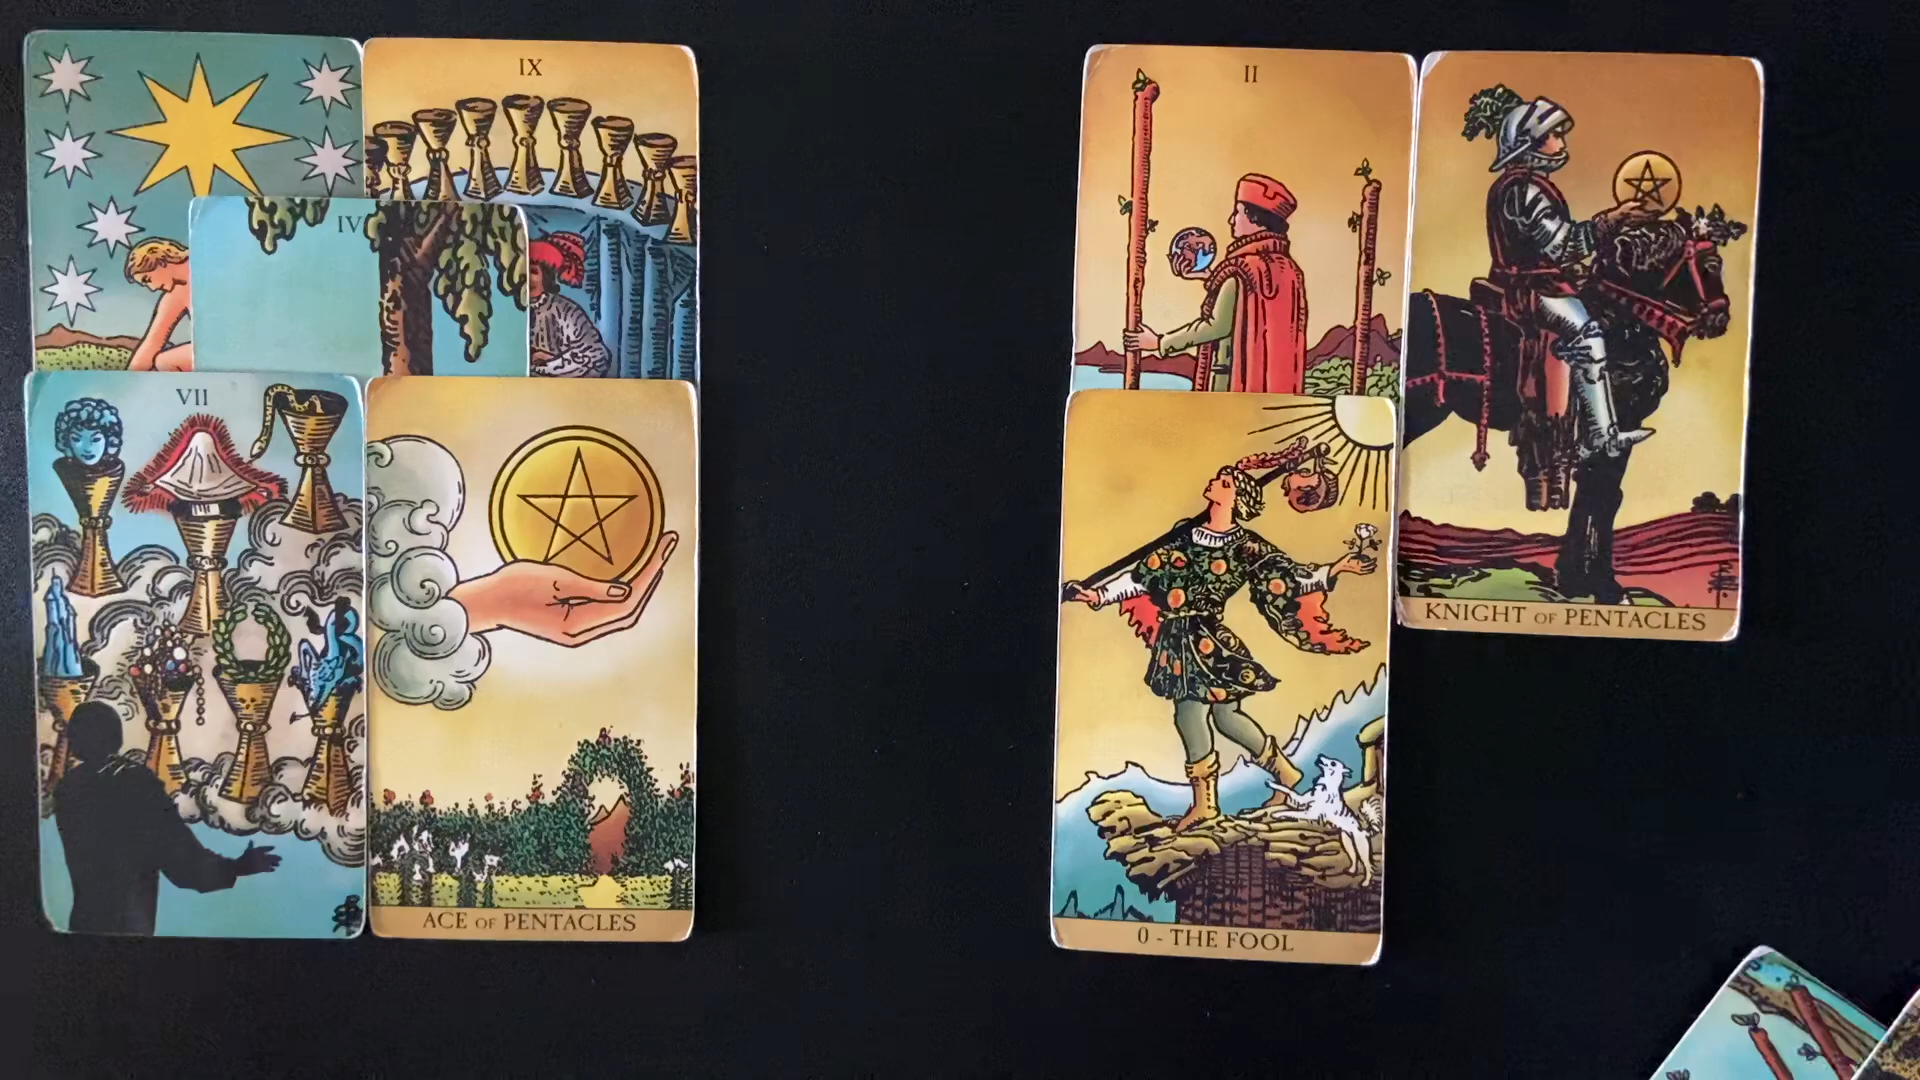 IX
IV
VII
ACE OF PENTACLES
II
KNIGHT OF PENTACLES
0 - THE FOOL